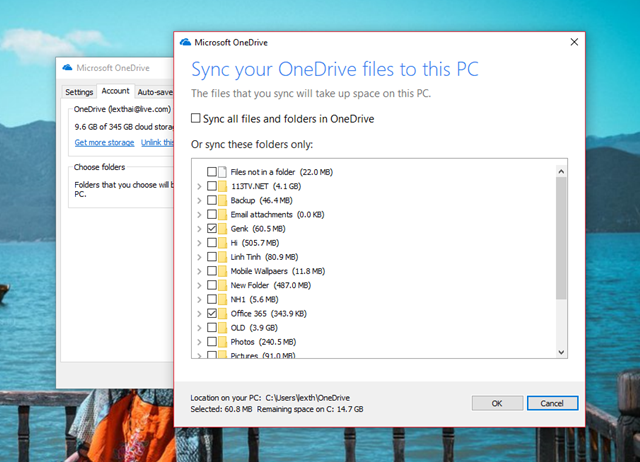 Microsoft OneDrive
Sync your OneDrive files to this PC
The files that you sync will take up space on this PC.
Sync all files and folders in OneDrive
Or sync these folders only:
Files not in a folder (22.0 MB)
113TV.NET (4.1 GB)
Backup (46.4 MB)
Email attachments (0.0 KB)
Genk (60.5 MB)
Hi (505.7 MB)
Linh Tinh (80.9 MB)
Mobile Wallpaers (11.8 MB)
New Folder (487.0 MB)
NH1 (5.6 MB)
Office 365 (343.9 KB)
OLD (3.9 GB)
Photos (240.5 MB)
Pictures (91.0 MB)
Location on your PC: C:\Users\lexth\OneDrive
Selected: 60.8 MB Remaining space on C: 14.7 GB
OK
Cancel
Microsoft OneDrive
Settings Account Auto-save
OneDrive (lexthai@live.com)
9.6 GB of 345 GB cloud storag
Get more storage Unlink this
Choose folders
Folders that you choose will b
PC.